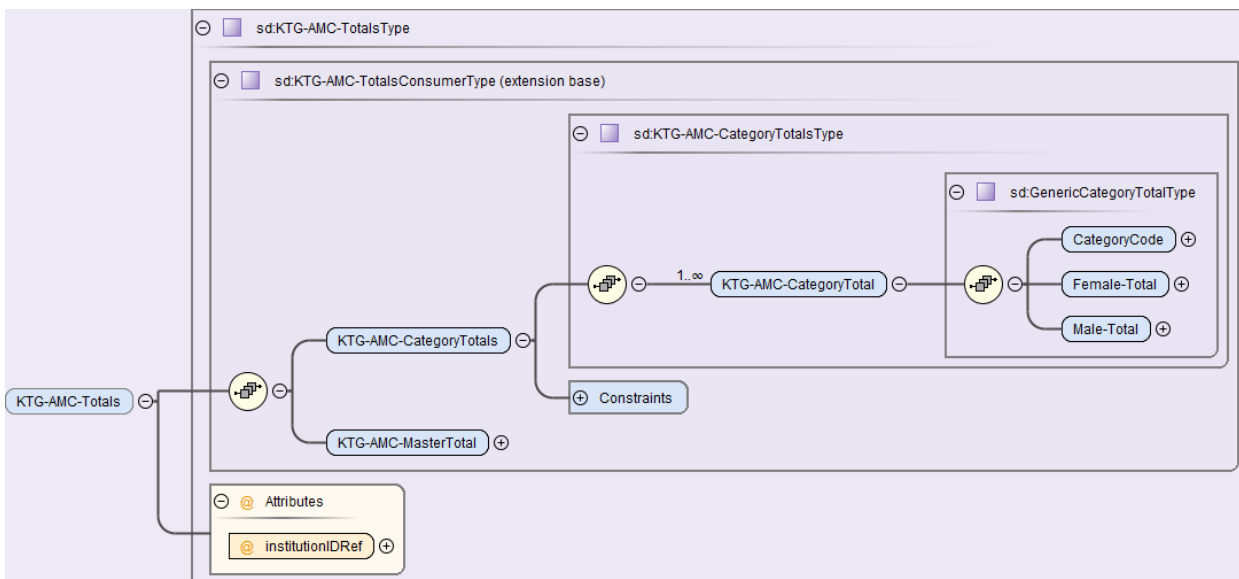 sd:KTG-AMC-TotalsType
sd:KTG-AMC-TotalsConsumerType (extension base)
sd:KTG-AMC-CategoryTotalsType
sd:GenericCategoryTotalType
CategoryCode
1..∞
KTG-AMC-CategoryTotal
Female-Total
Male-Total
KTG-AMC-CategoryTotals
Constraints
KTG-AMC-Totals
KTG-AMC-MasterTotal
@ Attributes
@ institutionIDRef